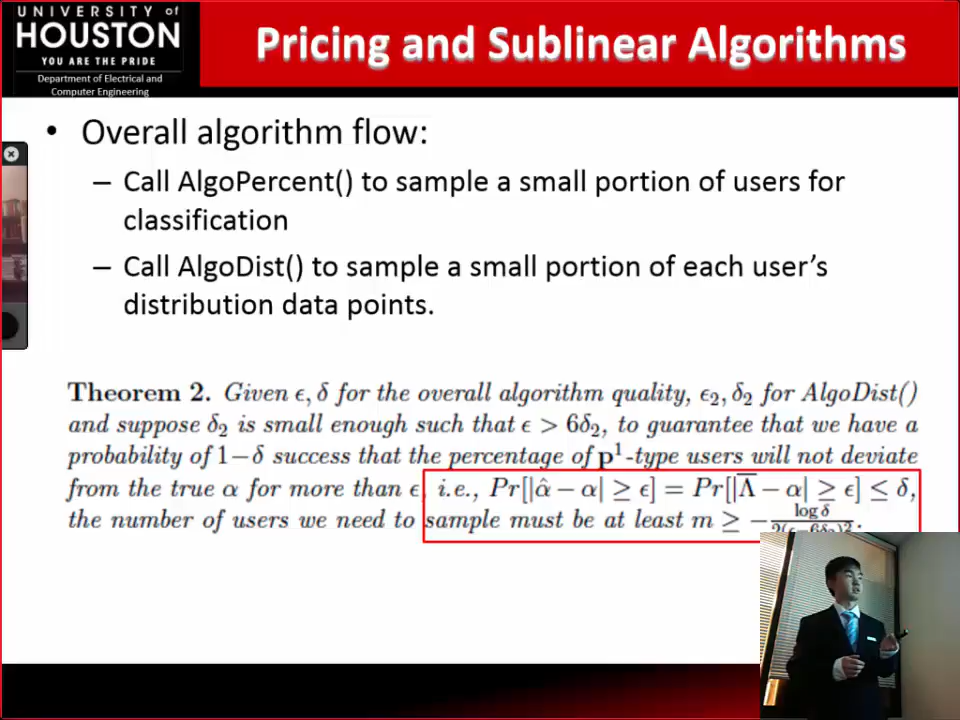 UNIVERSITY of
HOUSTON
YOU ARE THE PRIDE
Department of Electrical and
Computer Engineering
Pricing and Sublinear Algorithms
• Overall algorithm flow:
– Call AlgoPercent() to sample a small portion of users for
classification
– Call AlgoDist() to sample a small portion of each user’s
distribution data points.
Theorem 2. Given ϵ, δ for the overall algorithm quality, ϵ₂, δ₂ for AlgoDist()
and suppose δ₂ is small enough such that ϵ > 6δ₂, to guarantee that we have a
probability of 1−δ success that the percentage of p¹-type users will not deviate
from the true α for more than ϵ, i.e., Pr[|α̂ − α| ≥ ϵ] = Pr[|Λ̅ − α| ≥ ϵ] ≤ δ,
the number of users we need to sample must be at least m ≥ − log δ / 2(ϵ−6δ₂)².